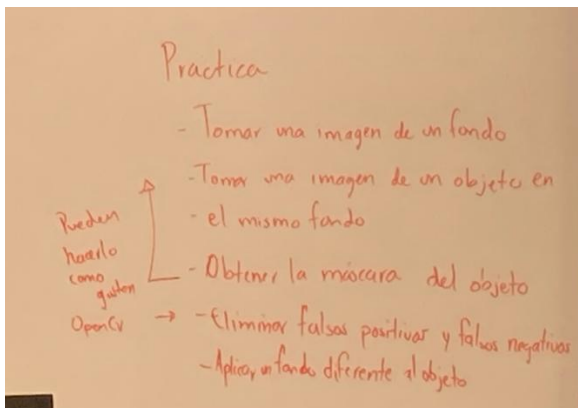 Practica
- Tomar una imagen de un fondo
- Tomar una imagen de un objeto en
- el mismo fondo
- Obtener la máscara del objeto
- Eliminar falsos positivos y falsos negativos
- Aplicar un fondo diferente al objeto
Pueden
hacerlo
como
gusten
OpenCV →